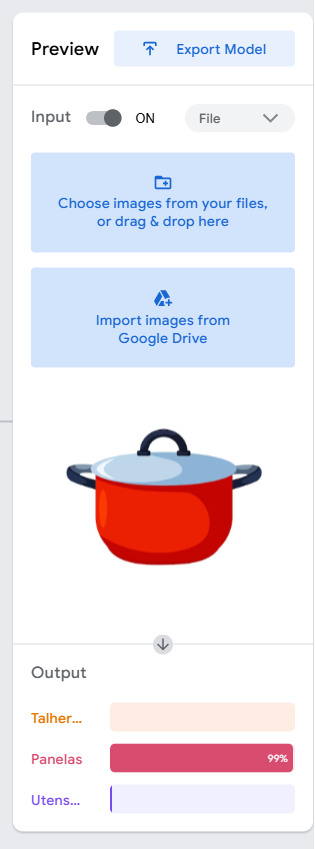 Preview
Export Model
Input
ON
File
Choose images from your files,
or drag & drop here
Import images from
Google Drive
Output
Talher...
Panelas
99%
Utens...